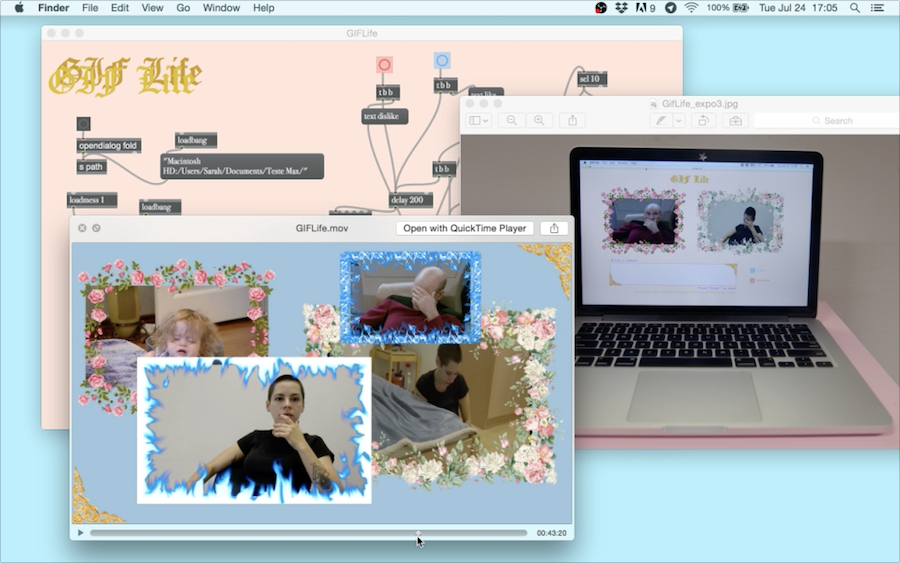 Finder File Edit View Go Window Help
9 100% Tue Jul 24 17:05
GIFLife
GIF Life
t b b
t b b
sel 10
text like
text dislike
GifLife_expo3.jpg
Search
opendialog fold
loadbang
s path
"Macintosh
HD:/Users/Sarah/Documents/Teste Max/"
t b b
loadmess 1
loadbang
delay 200
GIF Life
GIFLife.mov
Open with QuickTime Player
00:43:20